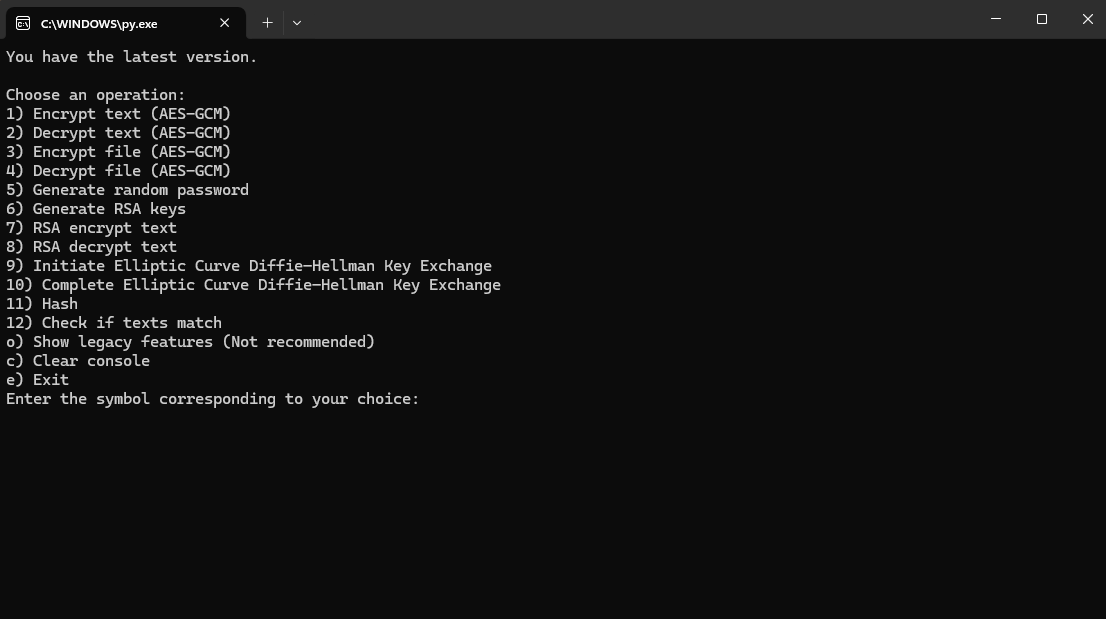 C:\WINDOWS\py.exe
You have the latest version.
Choose an operation:
1) Encrypt text (AES-GCM)
2) Decrypt text (AES-GCM)
3) Encrypt file (AES-GCM)
4) Decrypt file (AES-GCM)
5) Generate random password
6) Generate RSA keys
7) RSA encrypt text
8) RSA decrypt text
9) Initiate Elliptic Curve Diffie-Hellman Key Exchange
10) Complete Elliptic Curve Diffie-Hellman Key Exchange
11) Hash
12) Check if texts match
o) Show legacy features (Not recommended)
c) Clear console
e) Exit
Enter the symbol corresponding to your choice: